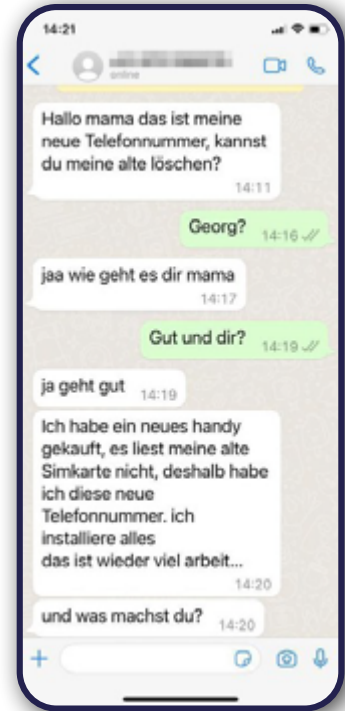 14:21
online
Hallo mama das ist meine
neue Telefonnummer, kannst
du meine alte löschen?
14:11
Georg? 14:16
jaa wie geht es dir mama
14:17
Gut und dir? 14:19
ja geht gut 14:19
Ich habe ein neues handy
gekauft, es liest meine alte
Simkarte nicht, deshalb habe
ich diese neue
Telefonnummer. ich
installiere alles
das ist wieder viel arbeit...
14:20
und was machst du? 14:20